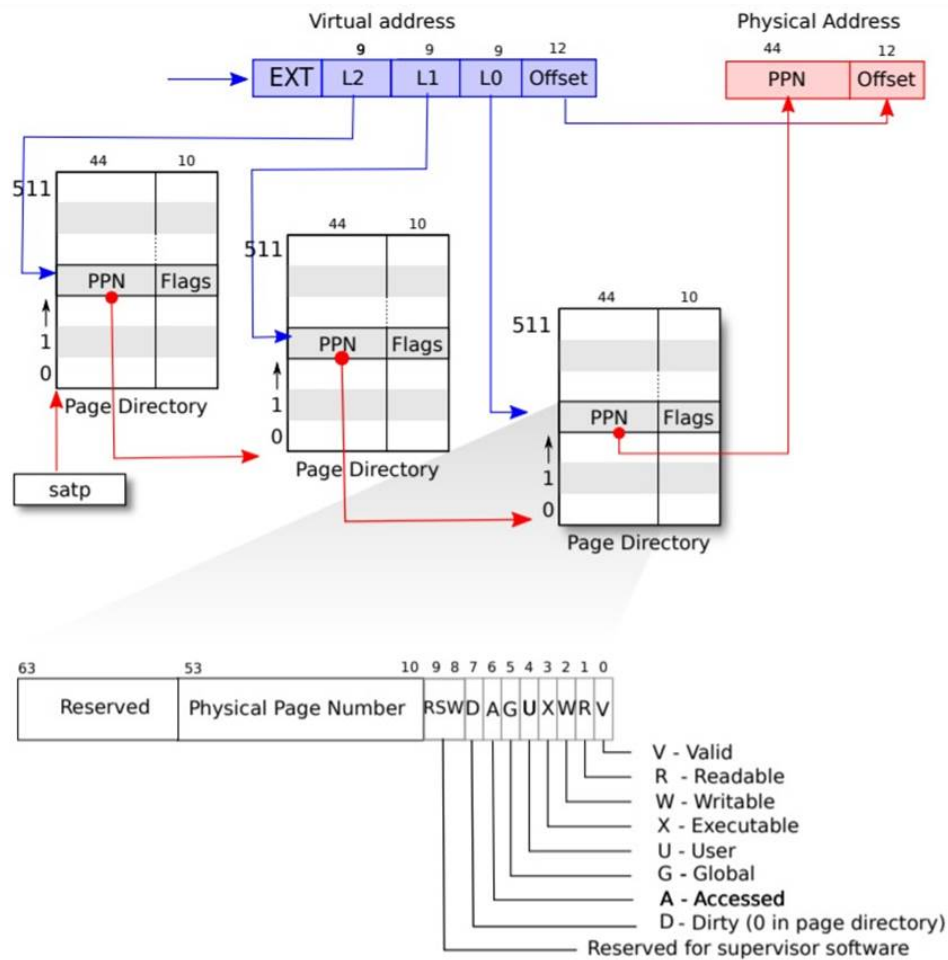 Virtual address
Physical Address
9 9 9 12
44 12
EXT L2 L1 L0 Offset
PPN Offset
44 10
511
PPN Flags
1
0
Page Directory
satp
44 10
511
PPN Flags
1
0
Page Directory
44 10
511
PPN Flags
1
0
Page Directory
63 53 10 9 8 7 6 5 4 3 2 1 0
Reserved Physical Page Number RSW D A G U X W R V
V - Valid
R - Readable
W - Writable
X - Executable
U - User
G - Global
A - Accessed
D - Dirty (0 in page directory)
Reserved for supervisor software